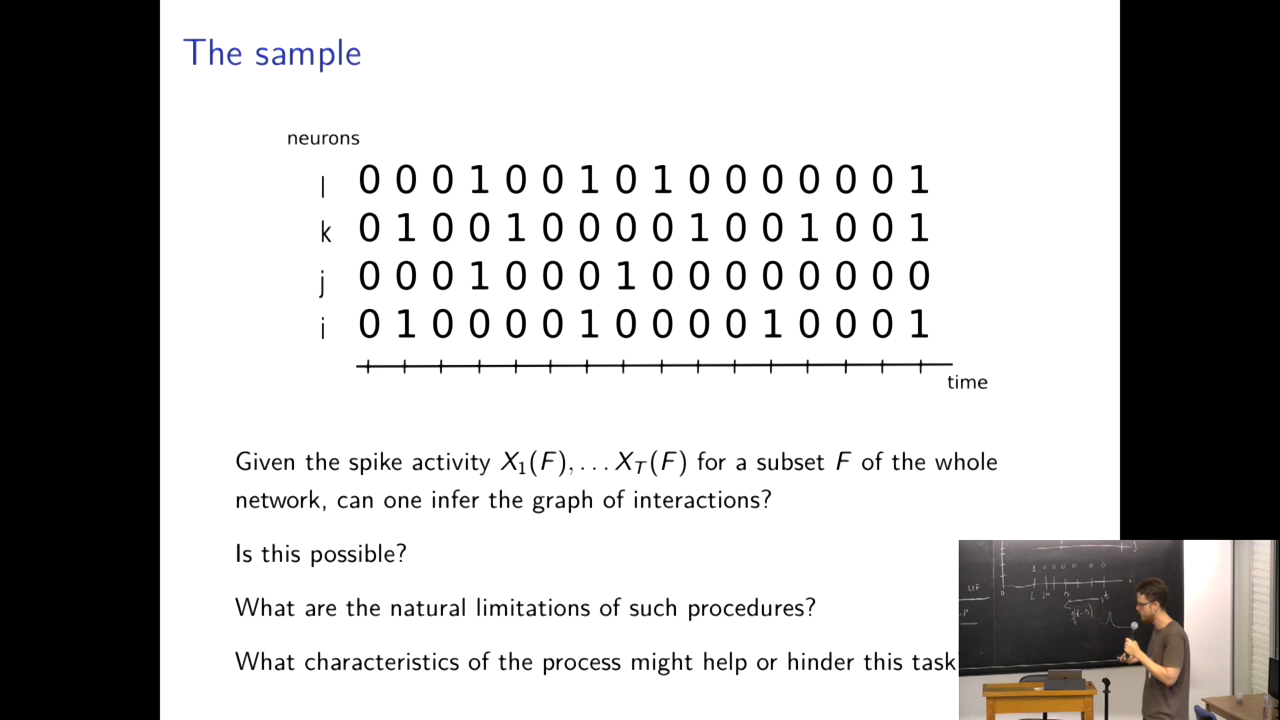 The sample
neurons
l 0 0 0 1 0 0 1 0 1 0 0 0 0 0 0 1
k 0 1 0 0 1 0 0 0 0 1 0 0 1 0 0 1
j 0 0 0 1 0 0 0 1 0 0 0 0 0 0 0 0
i 0 1 0 0 0 0 1 0 0 0 0 1 0 0 0 1
time
Given the spike activity X₁(F), . . . X_T(F) for a subset F of the whole
network, can one infer the graph of interactions?
Is this possible?
What are the natural limitations of such procedures?
What characteristics of the process might help or hinder this task